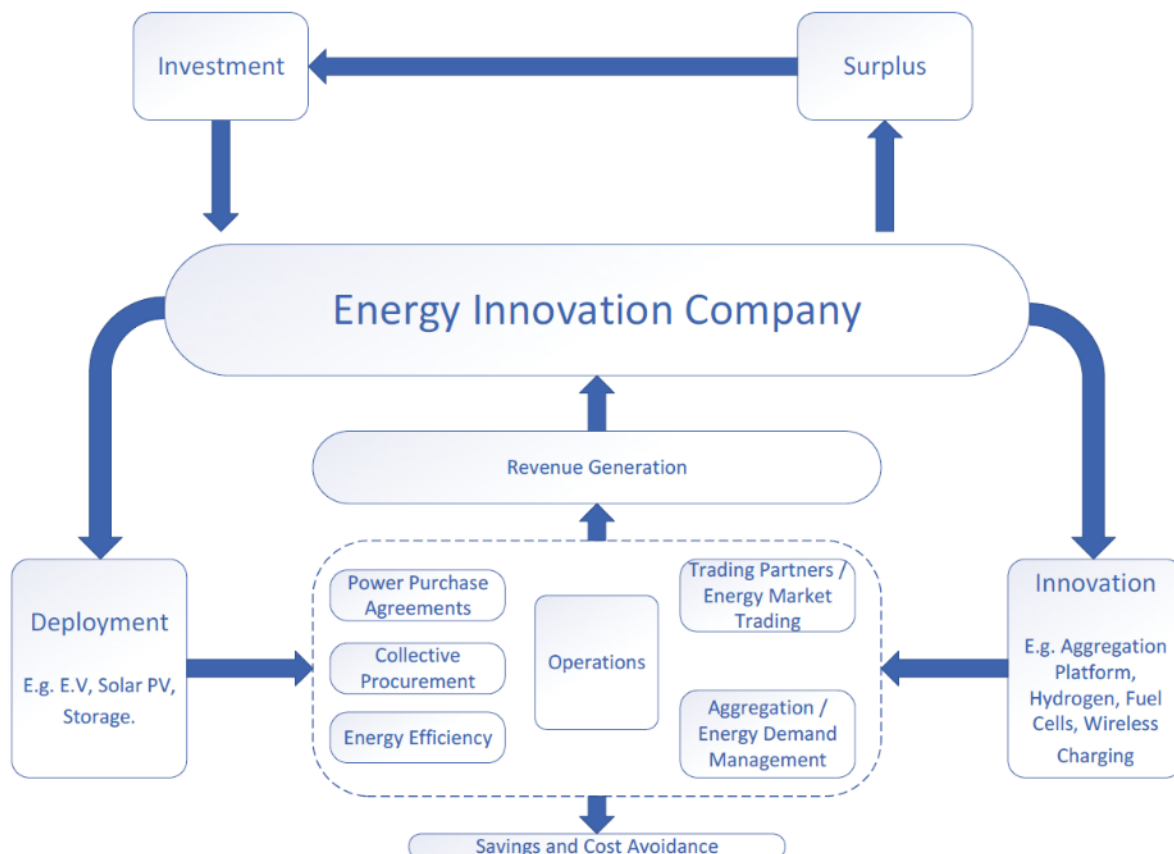 Investment
Surplus
Energy Innovation Company
Revenue Generation
Deployment
E.g. E.V, Solar PV,
Storage.
Power Purchase
Agreements
Collective
Procurement
Energy Efficiency
Operations
Trading Partners /
Energy Market
Trading
Aggregation /
Energy Demand
Management
Innovation
E.g. Aggregation
Platform,
Hydrogen, Fuel
Cells, Wireless
Charging
Savings and Cost Avoidance